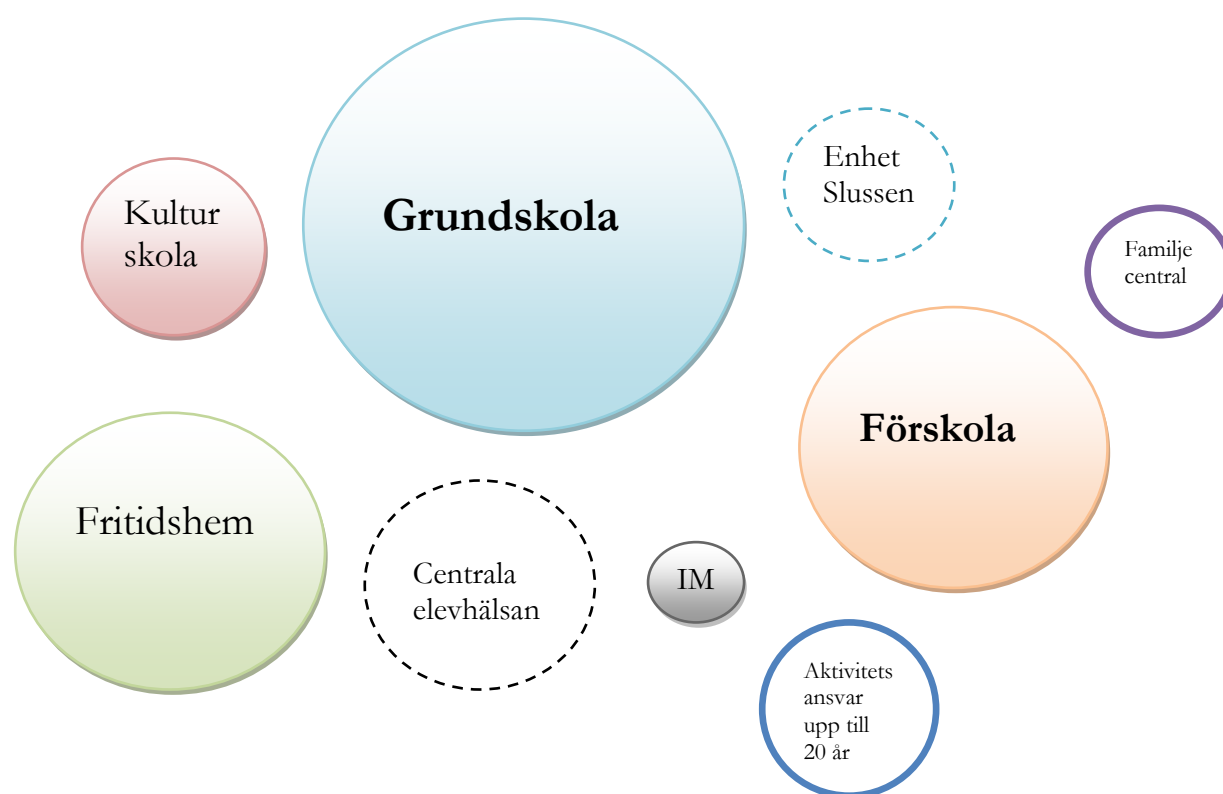 Enhet
Slussen
Kultur
skola
Grundskola
Familje
central
Förskola
Fritidshem
Centrala
elevhälsan
IM
Aktivitets
ansvar
upp till
20 år